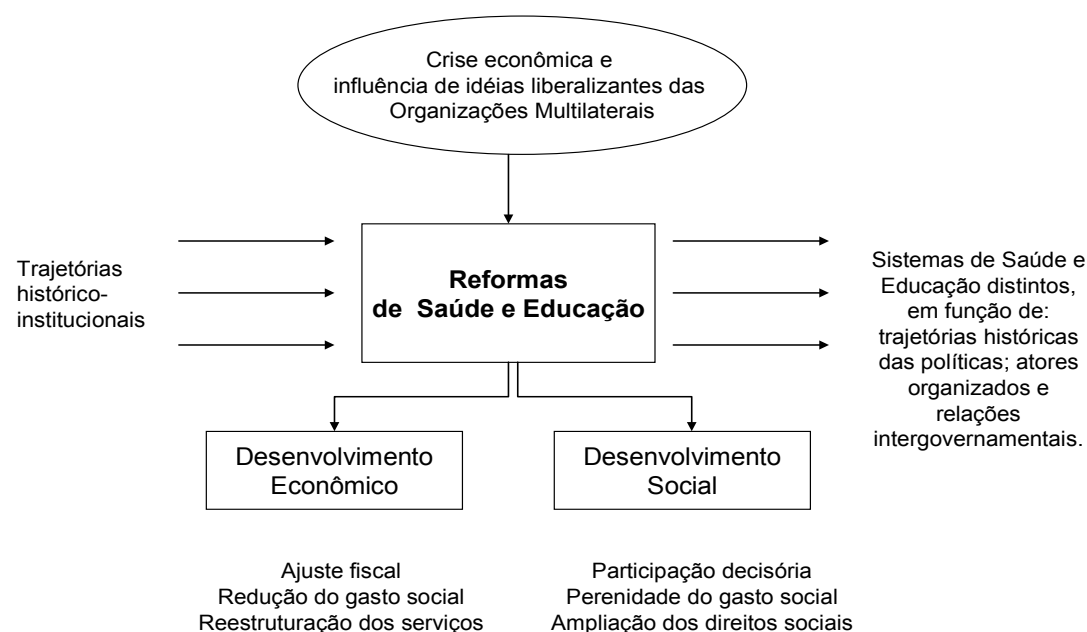 Crise econômica e
influência de idéias liberalizantes das
Organizações Multilaterais
Trajetórias
histórico-
institucionais
Reformas
de Saúde e Educação
Sistemas de Saúde e
Educação distintos,
em função de:
trajetórias históricas
das políticas; atores
organizados e
relações
intergovernamentais.
Desenvolvimento
Econômico
Desenvolvimento
Social
Ajuste fiscal
Redução do gasto social
Reestruturação dos serviços
Participação decisória
Perenidade do gasto social
Ampliação dos direitos sociais